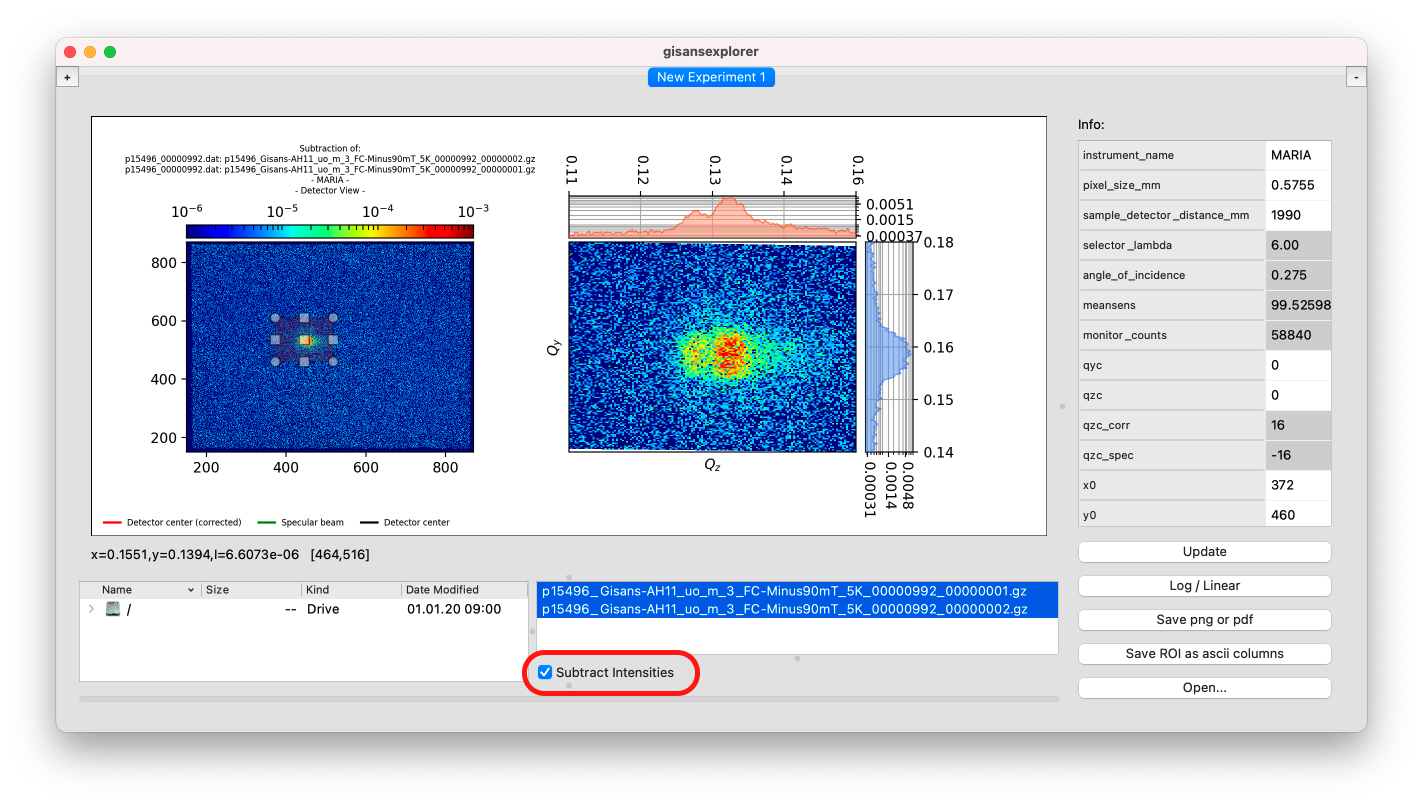 gisansexplorer
+
New Experiment 1
-
Subtraction of:
p15496_00000992.dat: p15496_Gisans-AH11_uo_m_3_FC-Minus90mT_5K_00000992_00000002.gz
p15496_00000992.dat: p15496_Gisans-AH11_uo_m_3_FC-Minus90mT_5K_00000992_00000001.gz
- MARIA -
- Detector View -
10⁻⁶ 10⁻⁵ 10⁻⁴ 10⁻³
800
600
400
200
200 400 600 800
0.11 0.12 0.13 0.14 0.16
0.0051
0.0015
0.00037
0.18
0.17
0.16
0.15
0.14
Qy
Qz
0.00031 0.0014 0.0048
Detector center (corrected) Specular beam Detector center
x=0.1551,y=0.1394,I=6.6073e-06 [464,516]
Name Size Kind Date Modified
/ -- Drive 01.01.20 09:00
p15496_Gisans-AH11_uo_m_3_FC-Minus90mT_5K_00000992_00000001.gz
p15496_Gisans-AH11_uo_m_3_FC-Minus90mT_5K_00000992_00000002.gz
Subtract Intensities
Info:
instrument_name MARIA
pixel_size_mm 0.5755
sample_detector_distance_mm 1990
selector_lambda 6.00
angle_of_incidence 0.275
meansens 99.52598
monitor_counts 58840
qyc 0
qzc 0
qzc_corr 16
qzc_spec -16
x0 372
y0 460
Update
Log / Linear
Save png or pdf
Save ROI as ascii columns
Open...